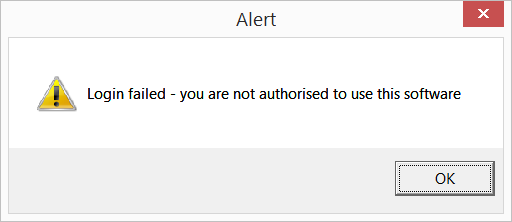 Alert
Login failed - you are not authorised to use this software
OK